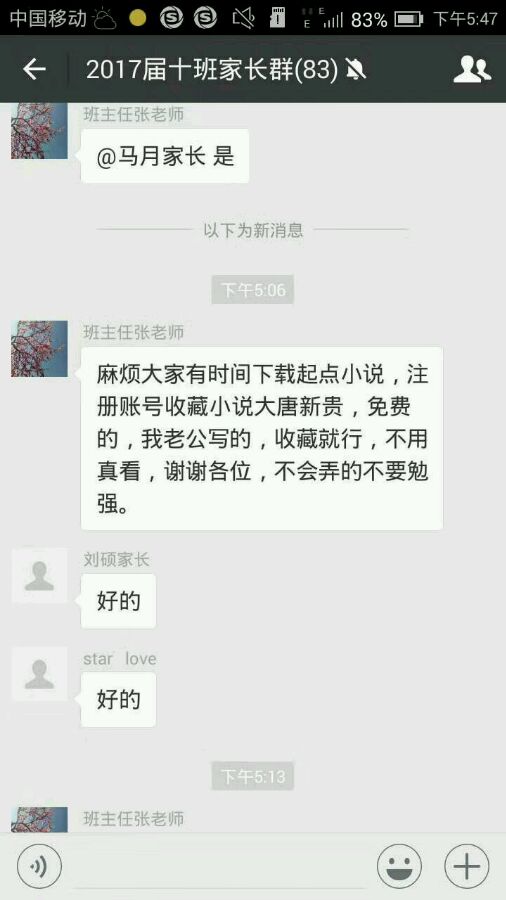 中国移动 83% 下午5:47
2017届十班家长群(83)
班主任张老师
@马月家长 是
以下为新消息
下午5:06
班主任张老师
麻烦大家有时间下载起点小说，注
册账号收藏小说大唐新贵，免费
的，我老公写的，收藏就行，不用
真看，谢谢各位，不会弄的不要勉
强。
刘硕家长
好的
star love
好的
下午5:13
班主任张老师